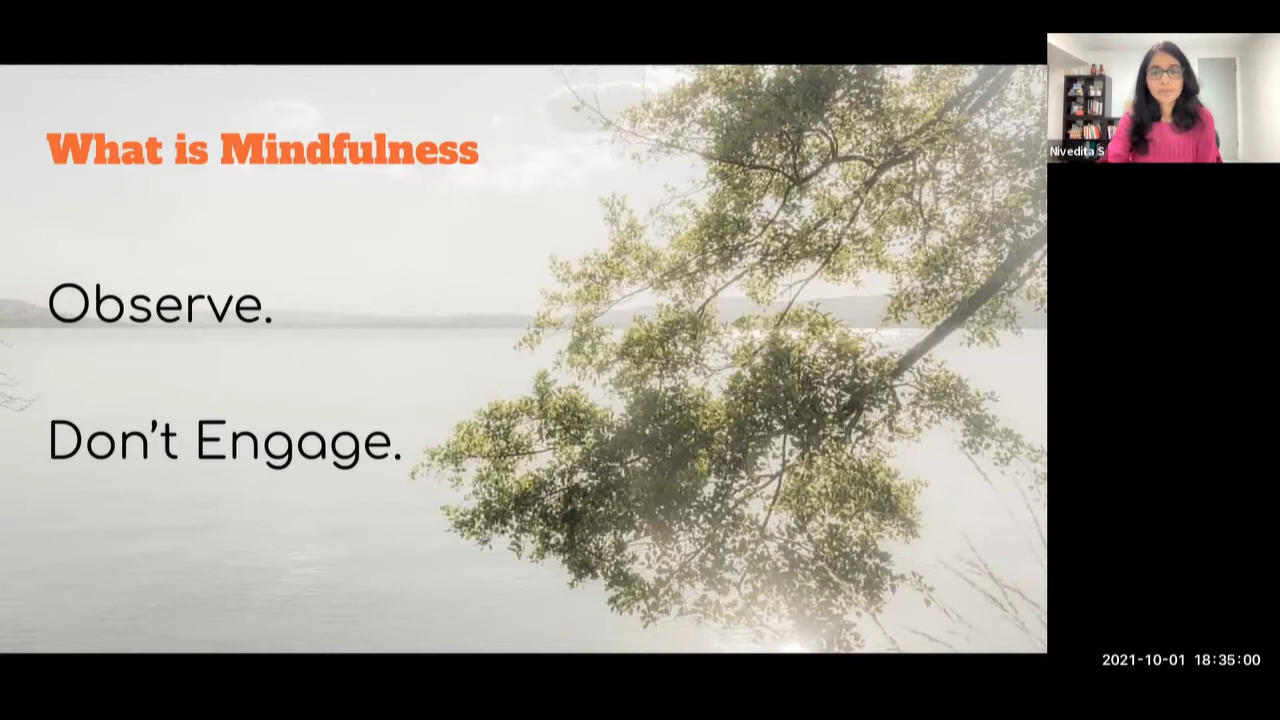 What is Mindfulness
Observe.
Don't Engage.
Nivedita S
2021-10-01 18:35:00